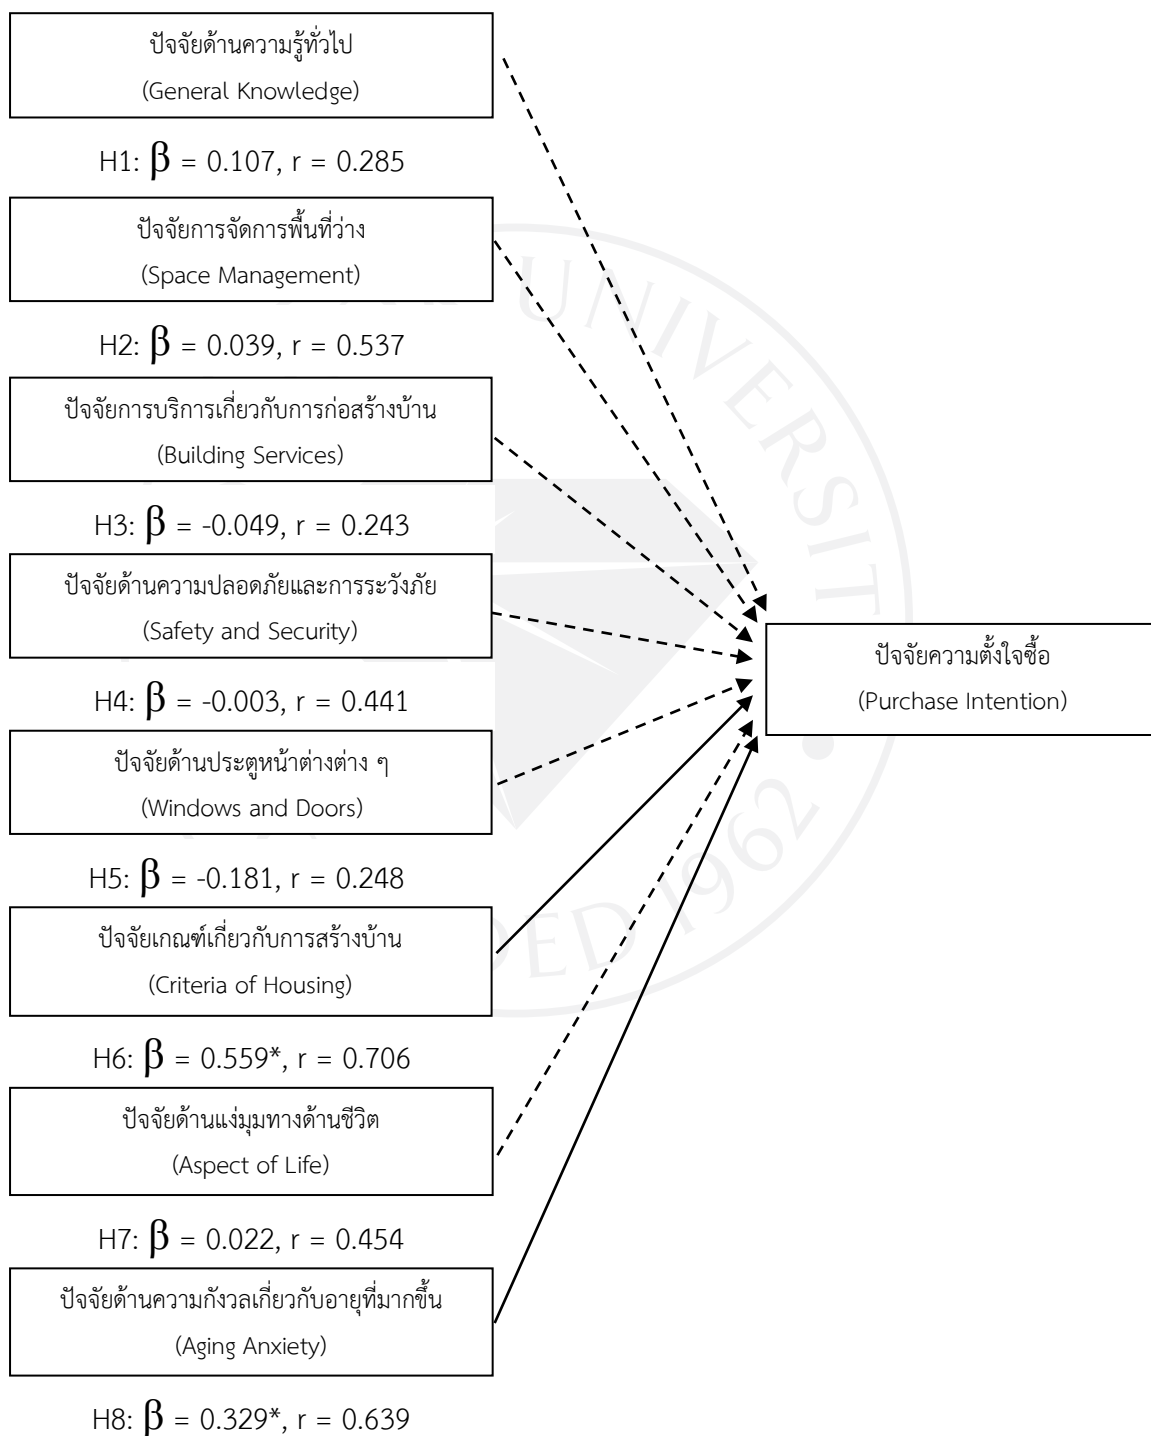 ปัจจัยด้านความรู้ทั่วไป
(General Knowledge)
H1: β = 0.107, r = 0.285
ปัจจัยการจัดการพื้นที่ว่าง
(Space Management)
H2: β = 0.039, r = 0.537
ปัจจัยการบริการเกี่ยวกับการก่อสร้างบ้าน
(Building Services)
H3: β = -0.049, r = 0.243
ปัจจัยด้านความปลอดภัยและการระวังภัย
(Safety and Security)
H4: β = -0.003, r = 0.441
ปัจจัยด้านประตูหน้าต่างต่าง ๆ
(Windows and Doors)
H5: β = -0.181, r = 0.248
ปัจจัยเกณฑ์เกี่ยวกับการสร้างบ้าน
(Criteria of Housing)
H6: β = 0.559*, r = 0.706
ปัจจัยด้านแง่มุมทางด้านชีวิต
(Aspect of Life)
H7: β = 0.022, r = 0.454
ปัจจัยด้านความกังวลเกี่ยวกับอายุที่มากขึ้น
(Aging Anxiety)
H8: β = 0.329*, r = 0.639
ปัจจัยความตั้งใจซื้อ
(Purchase Intention)
1962